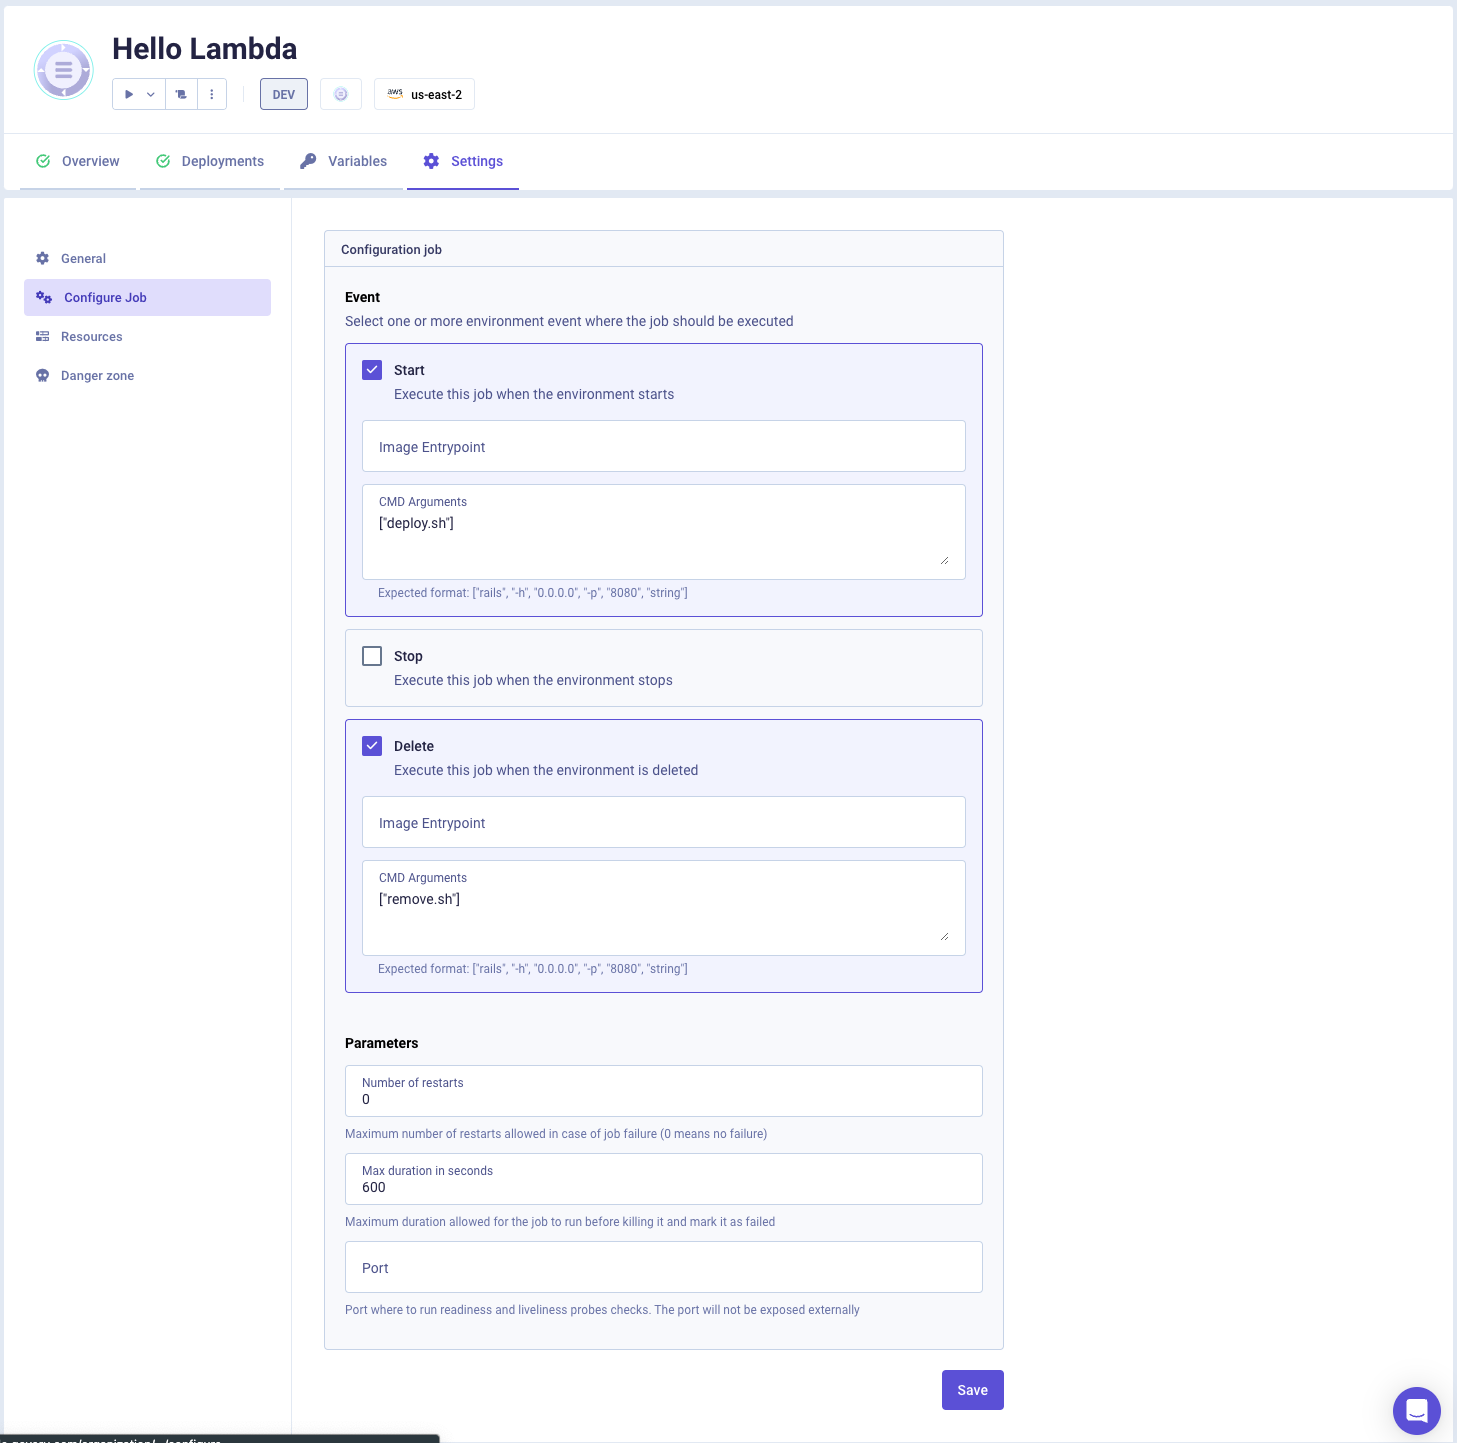 Hello Lambda
DEV
aws
us-east-2
Overview
Deployments
Variables
Settings
General
Configure Job
Resources
Danger zone
Configuration job
Event
Select one or more environment event where the job should be executed
Start
Execute this job when the environment starts
Image Entrypoint
CMD Arguments
["deploy.sh"]
Expected format: ["rails", "-h", "0.0.0.0", "-p", "8080", "string"]
Stop
Execute this job when the environment stops
Delete
Execute this job when the environment is deleted
Image Entrypoint
CMD Arguments
["remove.sh"]
Expected format: ["rails", "-h", "0.0.0.0", "-p", "8080", "string"]
Parameters
Number of restarts
0
Maximum number of restarts allowed in case of job failure (0 means no failure)
Max duration in seconds
600
Maximum duration allowed for the job to run before killing it and mark it as failed
Port
Port where to run readiness and liveliness probes checks. The port will not be exposed externally
Save